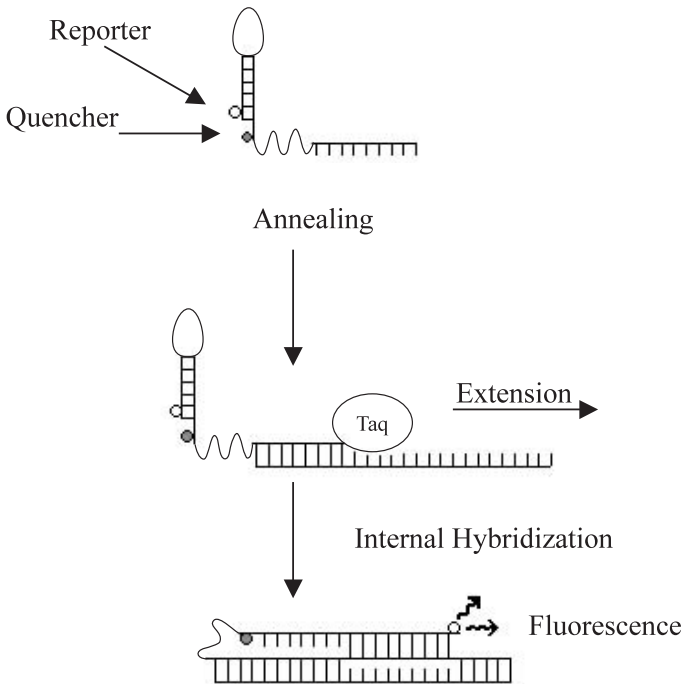 Reporter
Quencher
Annealing
Extension
Taq
Internal Hybridization
Fluorescence